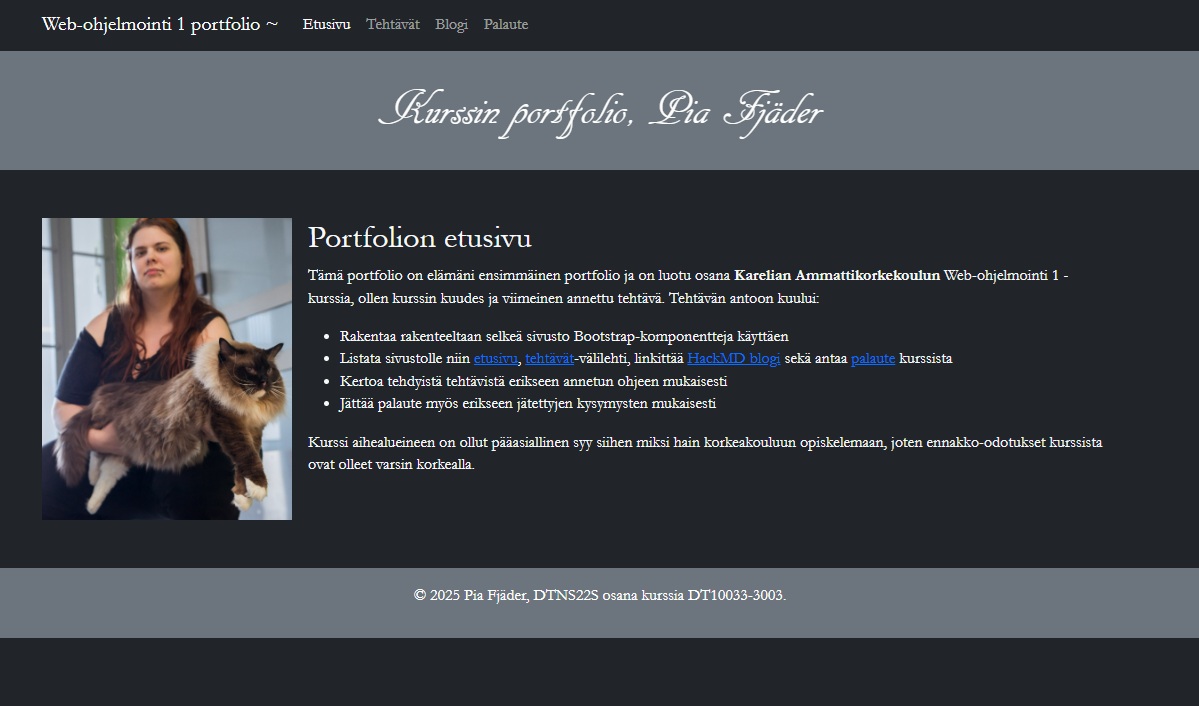 Web-ohjelmointi 1 portfolio ~ Etusivu Tehtävät Blogi Palaute
Kurssin portfolio, Pia Fjäder
Portfolion etusivu
Tämä portfolio on elämäni ensimmäinen portfolio ja on luotu osana Karelian Ammattikorkekoulun Web-ohjelmointi 1 -
kurssia, ollen kurssin kuudes ja viimeinen annettu tehtävä. Tehtävän antoon kuului:
• Rakentaa rakenteeltaan selkeä sivusto Bootstrap-komponentteja käyttäen
• Listata sivustolle niin etusivu, tehtävät-välilehti, linkittää HackMD blogi sekä antaa palaute kurssista
• Kertoa tehdyistä tehtävistä erikseen annetun ohjeen mukaisesti
• Jättää palaute myös erikseen jätettyjen kysymysten mukaisesti
Kurssi aihealueineen on ollut pääasiallinen syy siihen miksi hain korkeakouluun opiskelemaan, joten ennakko-odotukset kurssista
ovat olleet varsin korkealla.
© 2025 Pia Fjäder, DTNS22S osana kurssia DT10033-3003.